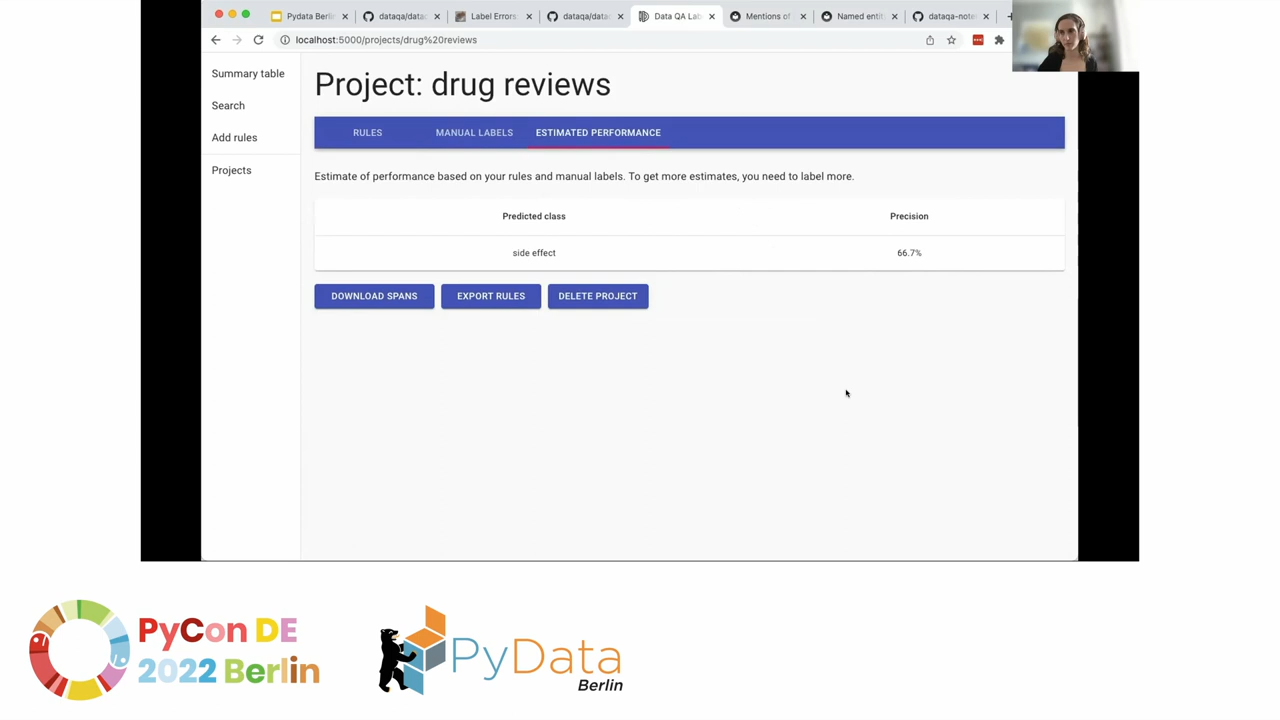 Pydata Berlin
dataqa/datac
Label Errors:
dataqa/datac
Data QA Lab
Mentions of
Named entit
dataqa-note
localhost:5000/projects/drug%20reviews
Summary table
Search
Add rules
Projects
Project: drug reviews
RULES
MANUAL LABELS
ESTIMATED PERFORMANCE
Estimate of performance based on your rules and manual labels. To get more estimates, you need to label more.
Predicted class
Precision
side effect
66.7%
DOWNLOAD SPANS
EXPORT RULES
DELETE PROJECT
PyCon DE
2022 Berlin
PyData
Berlin